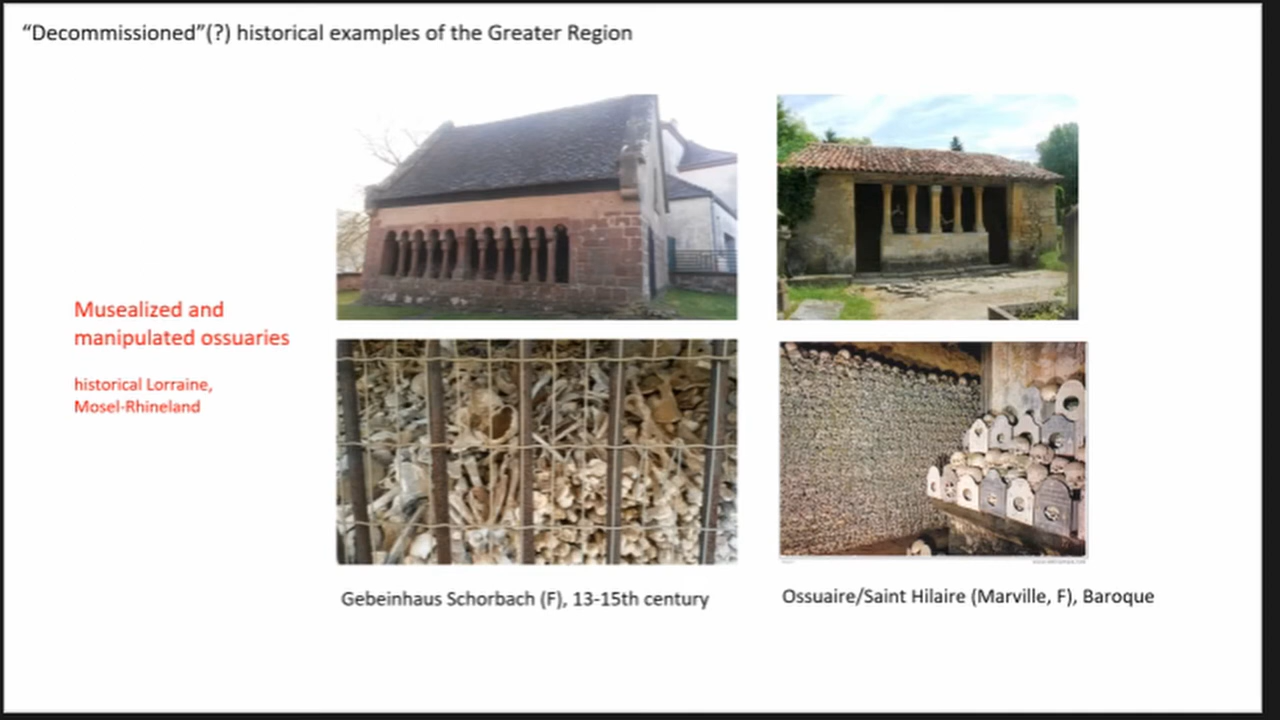 “Decommissioned”(?) historical examples of the Greater Region
Musealized and
manipulated ossuaries
historical Lorraine,
Mosel-Rhineland
Gebeinhaus Schorbach (F), 13-15th century
Ossuaire/Saint Hilaire (Marville, F), Baroque